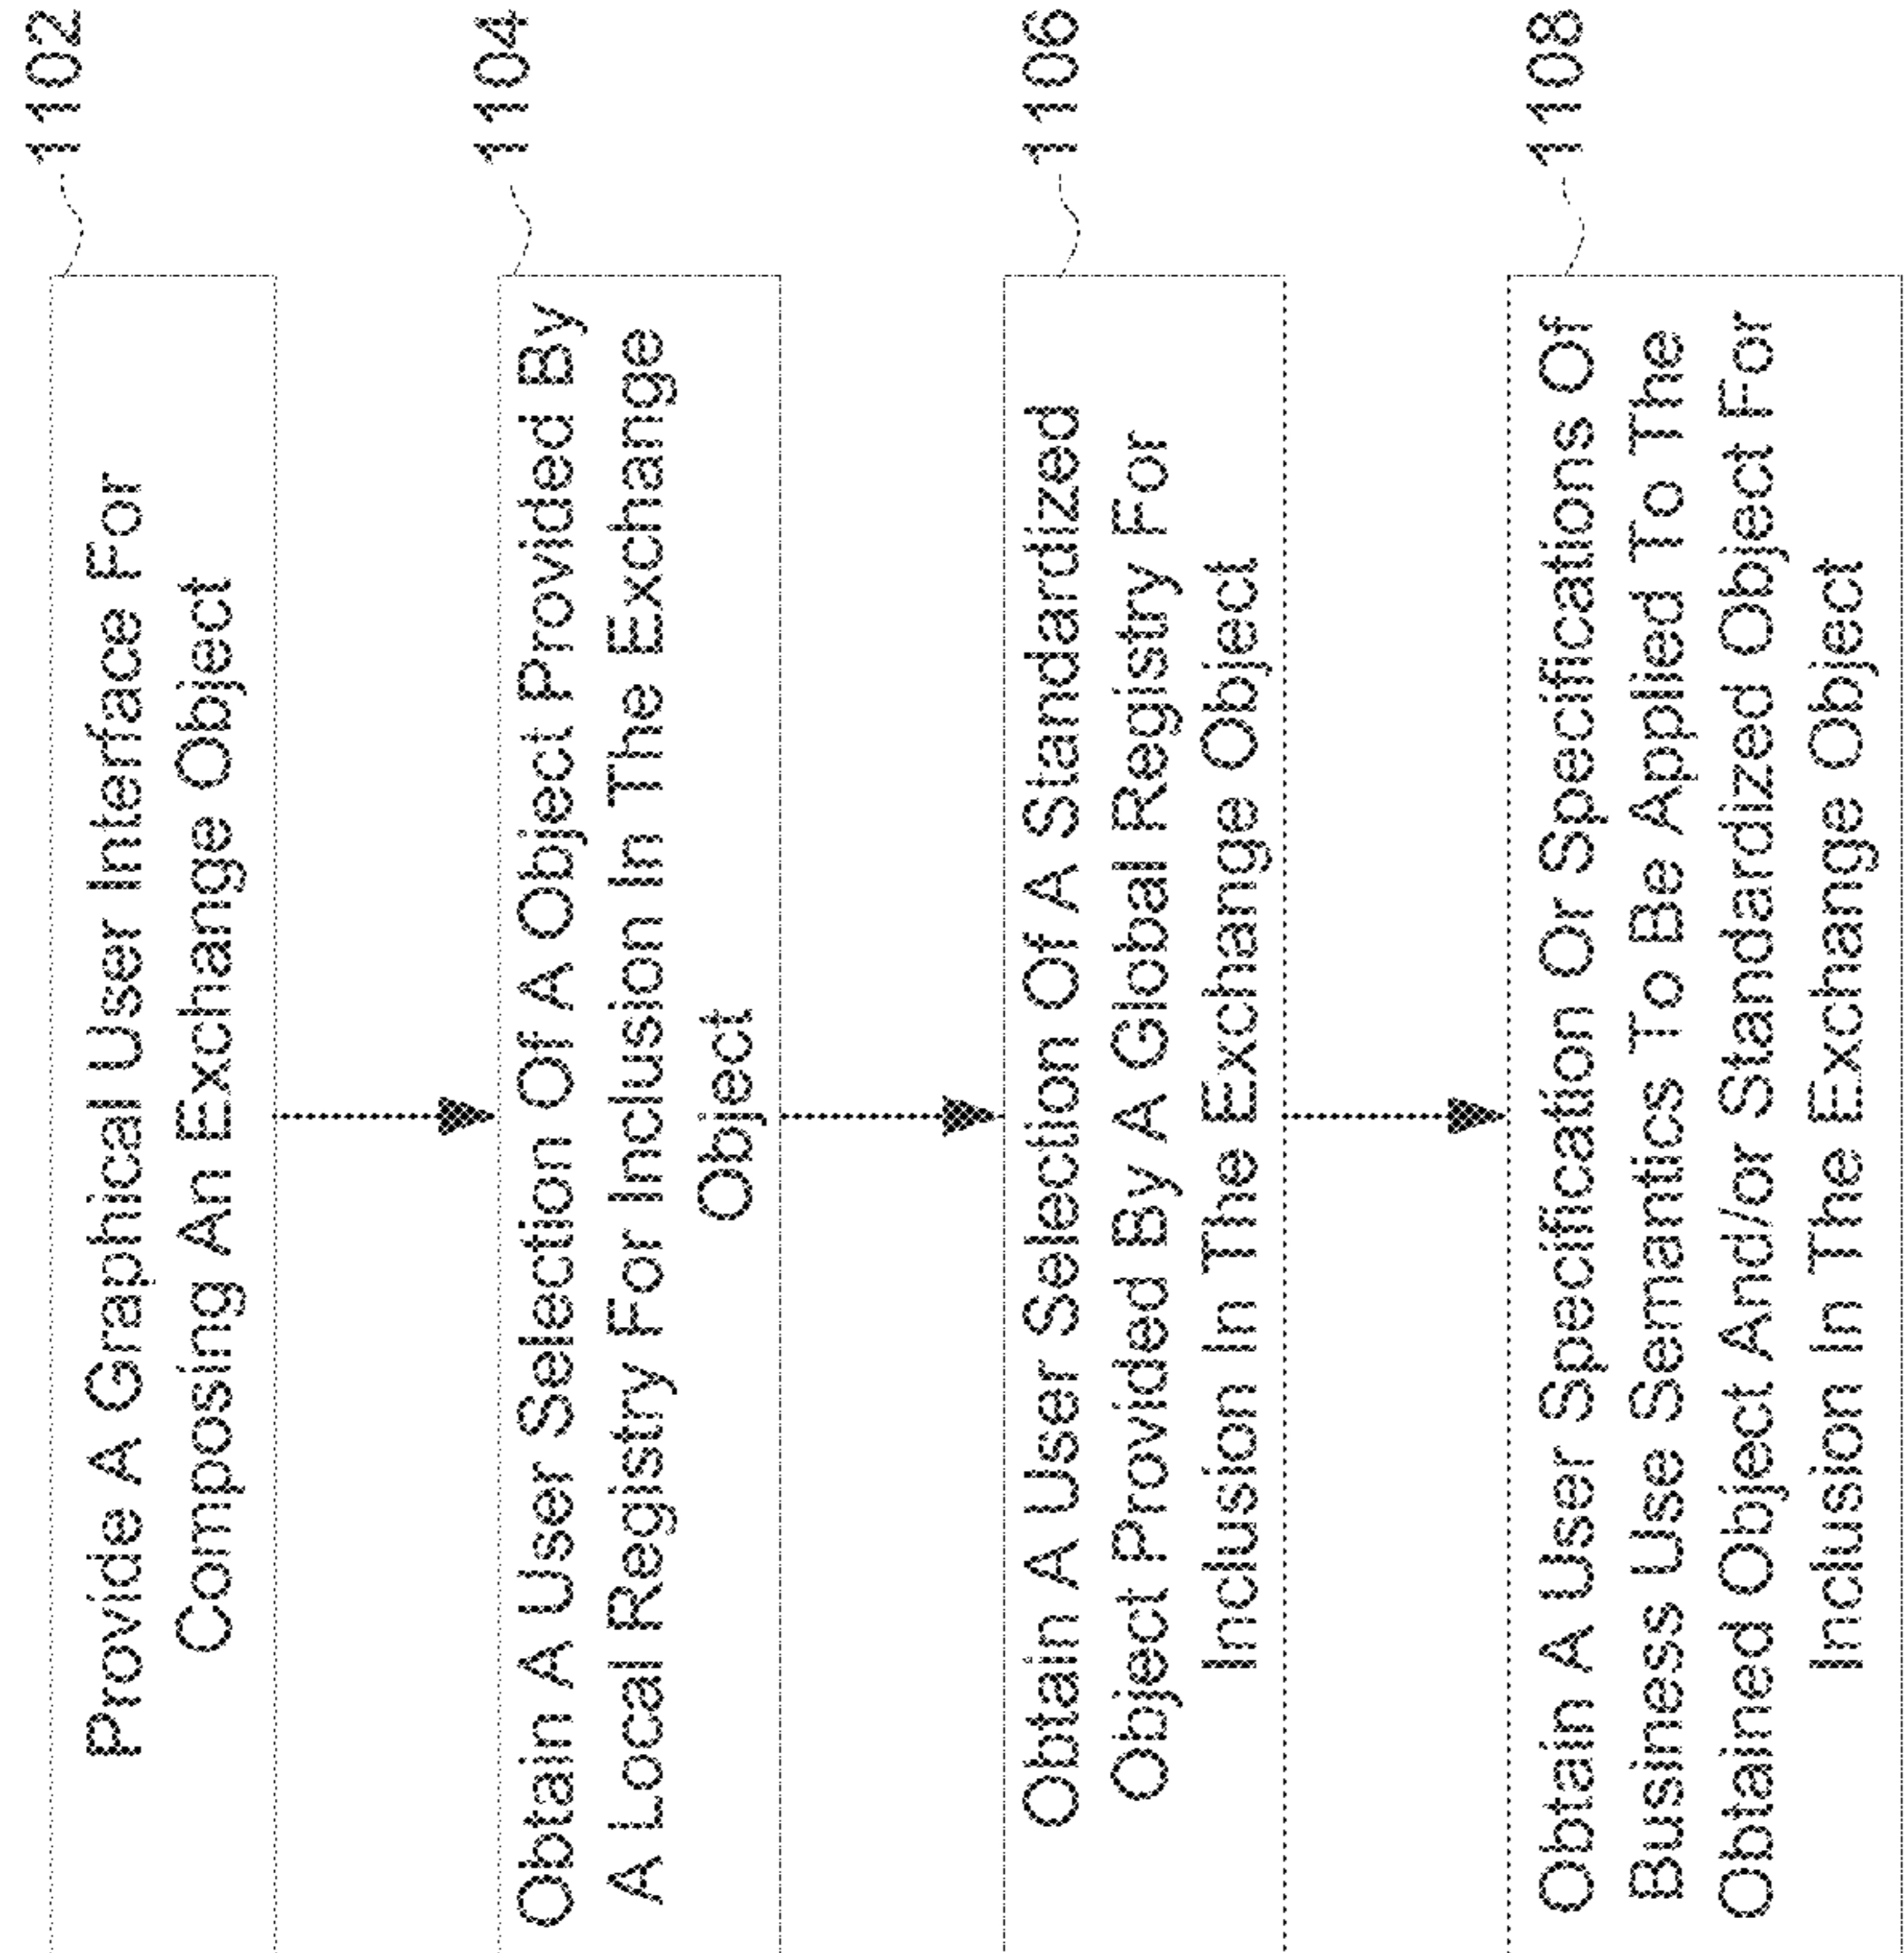 1102
Provide A Graphical User Interface For
Composing An Exchange Object
1104
Obtain A User Selection Of A Object Provided By
A Local Registry For Inclusion In The Exchange
Object
1106
Obtain A User Selection Of A Standardized
Object Provided By A Global Registry For
Inclusion In The Exchange Object
1108
Obtain A User Specification Or Specifications Of
Business Use Semantics To Be Applied To The
Obtained Object And/or Standardized Object For
Inclusion In The Exchange Object